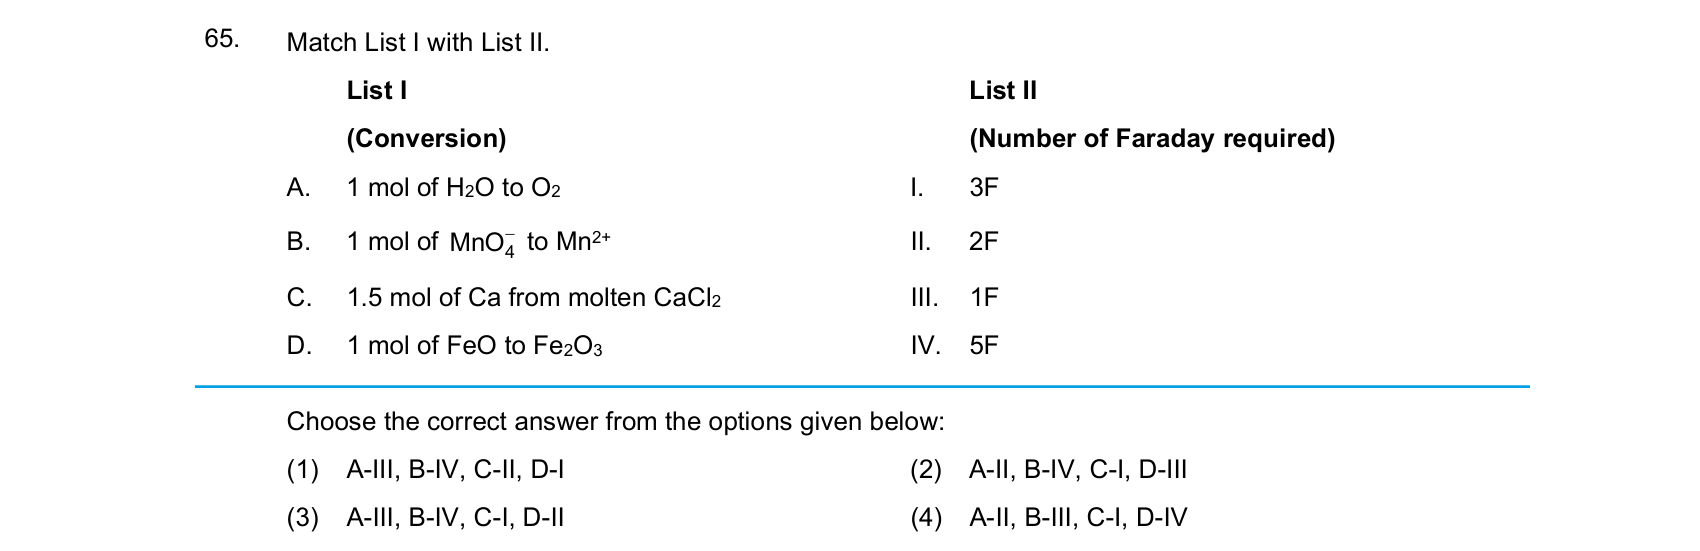 65. Match List I with List II.
List I List II
(Conversion) (Number of Faraday required)
A. 1 mol of H₂O to O₂ I. 3F
B. 1 mol of MnO₄⁻ to Mn²⁺ II. 2F
C. 1.5 mol of Ca from molten CaCl₂ III. 1F
D. 1 mol of FeO to Fe₂O₃ IV. 5F
Choose the correct answer from the options given below:
(1) A-III, B-IV, C-II, D-I (2) A-II, B-IV, C-I, D-III
(3) A-III, B-IV, C-I, D-II (4) A-II, B-III, C-I, D-IV